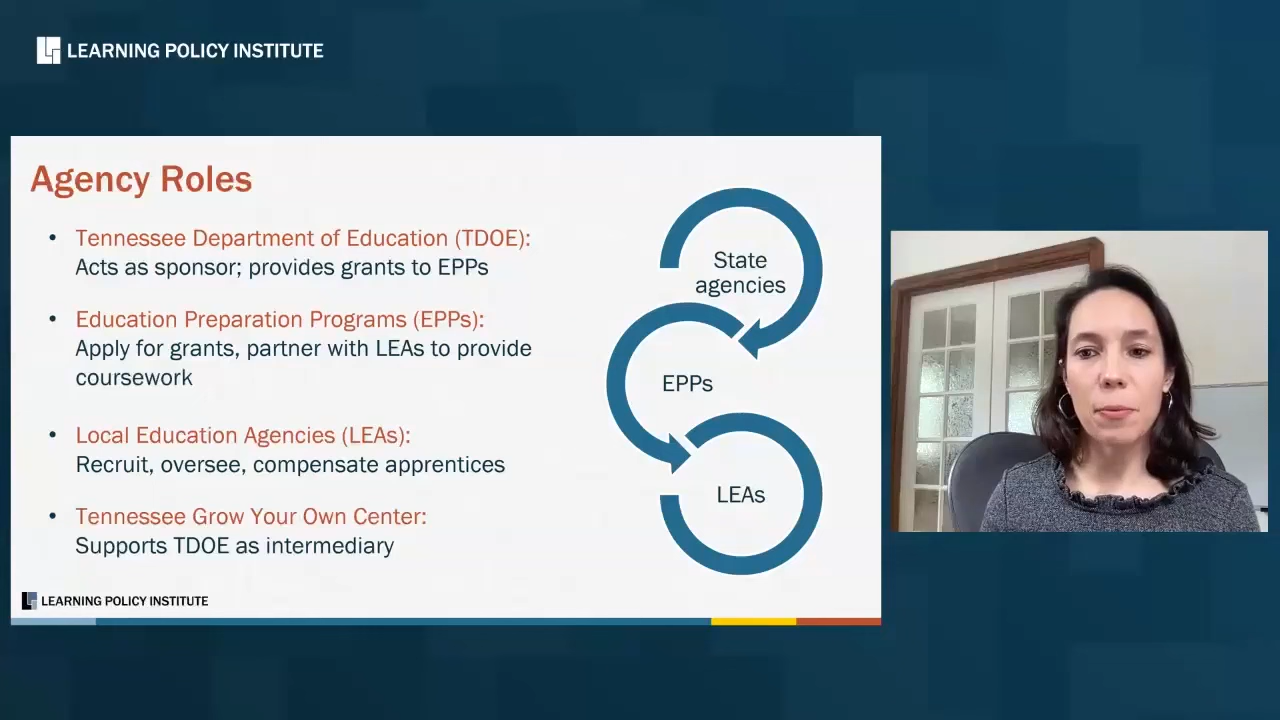 LEARNING POLICY INSTITUTE
Agency Roles
• Tennessee Department of Education (TDOE):
Acts as sponsor; provides grants to EPPs
• Education Preparation Programs (EPPs):
Apply for grants, partner with LEAs to provide
coursework
• Local Education Agencies (LEAs):
Recruit, oversee, compensate apprentices
• Tennessee Grow Your Own Center:
Supports TDOE as intermediary
State
agencies
EPPs
LEAs
LEARNING POLICY INSTITUTE